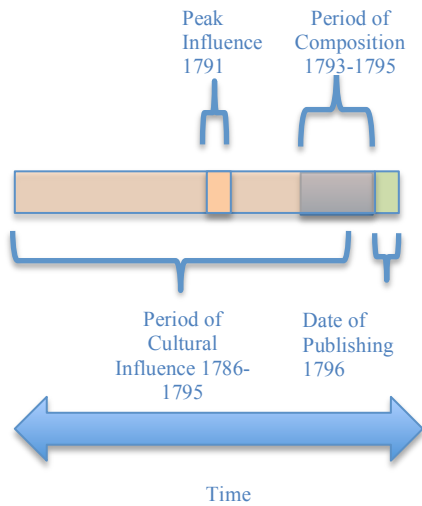 Peak
Influence
1791
Period of
Composition
1793-1795
Period of
Cultural
Influence 1786-
1795
Date of
Publishing
1796
Time